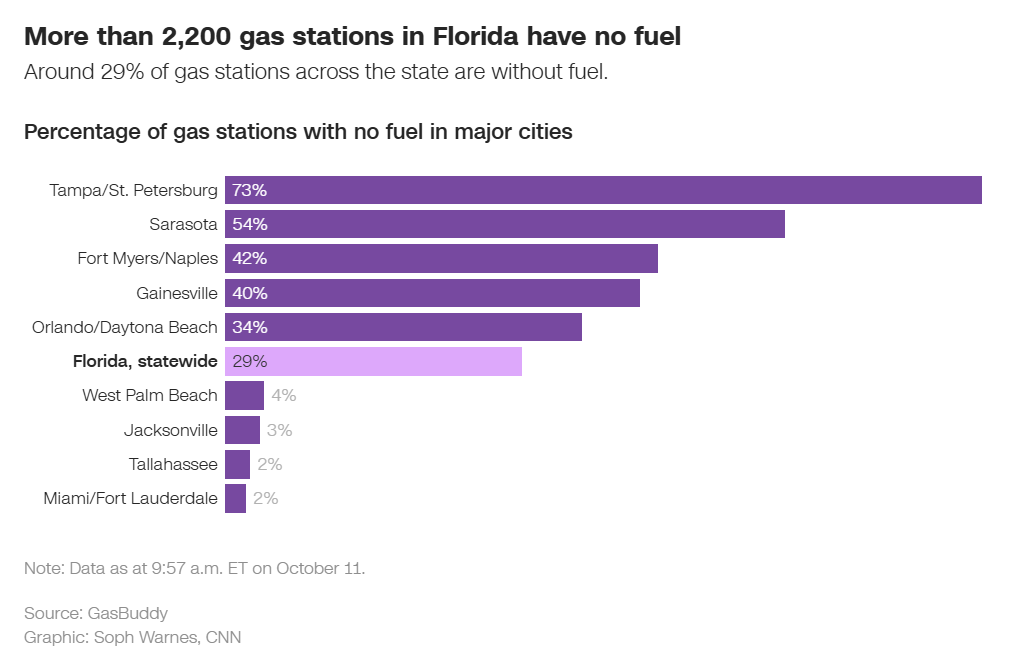 More than 2,200 gas stations in Florida have no fuel
Around 29% of gas stations across the state are without fuel.
Percentage of gas stations with no fuel in major cities
Tampa/St. Petersburg 73%
Sarasota 54%
Fort Myers/Naples 42%
Gainesville 40%
Orlando/Daytona Beach 34%
Florida, statewide 29%
West Palm Beach 4%
Jacksonville 3%
Tallahassee 2%
Miami/Fort Lauderdale 2%
Note: Data as at 9:57 a.m. ET on October 11.
Source: GasBuddy
Graphic: Soph Warnes, CNN